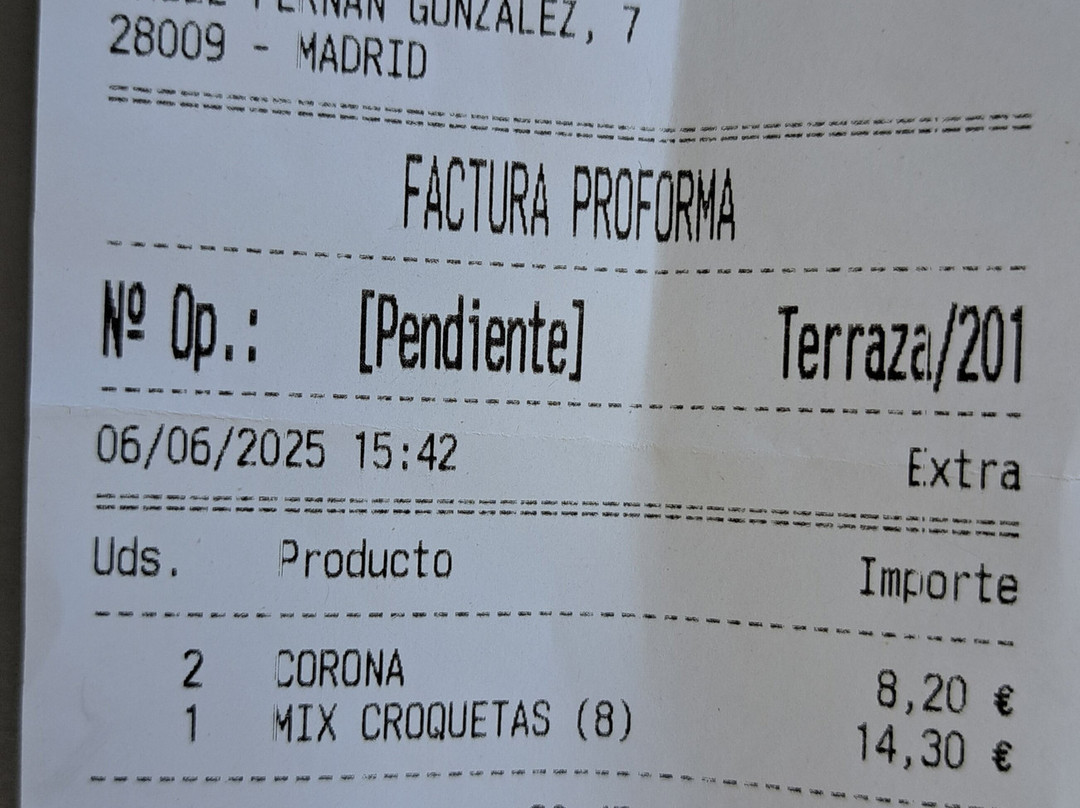 FERNAN GONZALEZ, 7
28009 - MADRID
FACTURA PROFORMA
Nº Op.: [Pendiente] Terraza/201
06/06/2025 15:42 Extra
Uds. Producto Importe
2 CORONA 8,20 €
1 MIX CROQUETAS (8) 14,30 €